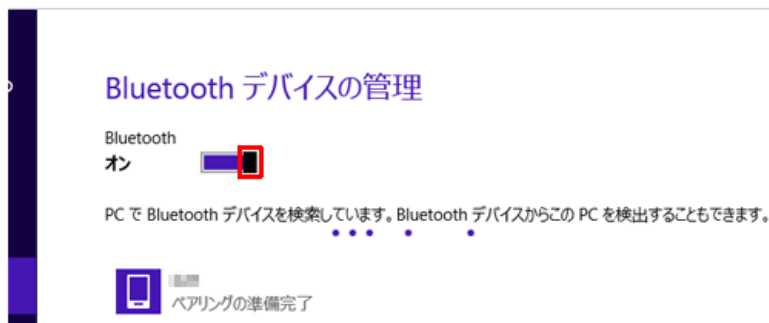 Bluetooth デバイスの管理
Bluetooth
オン
PC で Bluetooth デバイスを検索しています。Bluetooth デバイスからこの PC を検出することもできます。
ペアリングの準備完了